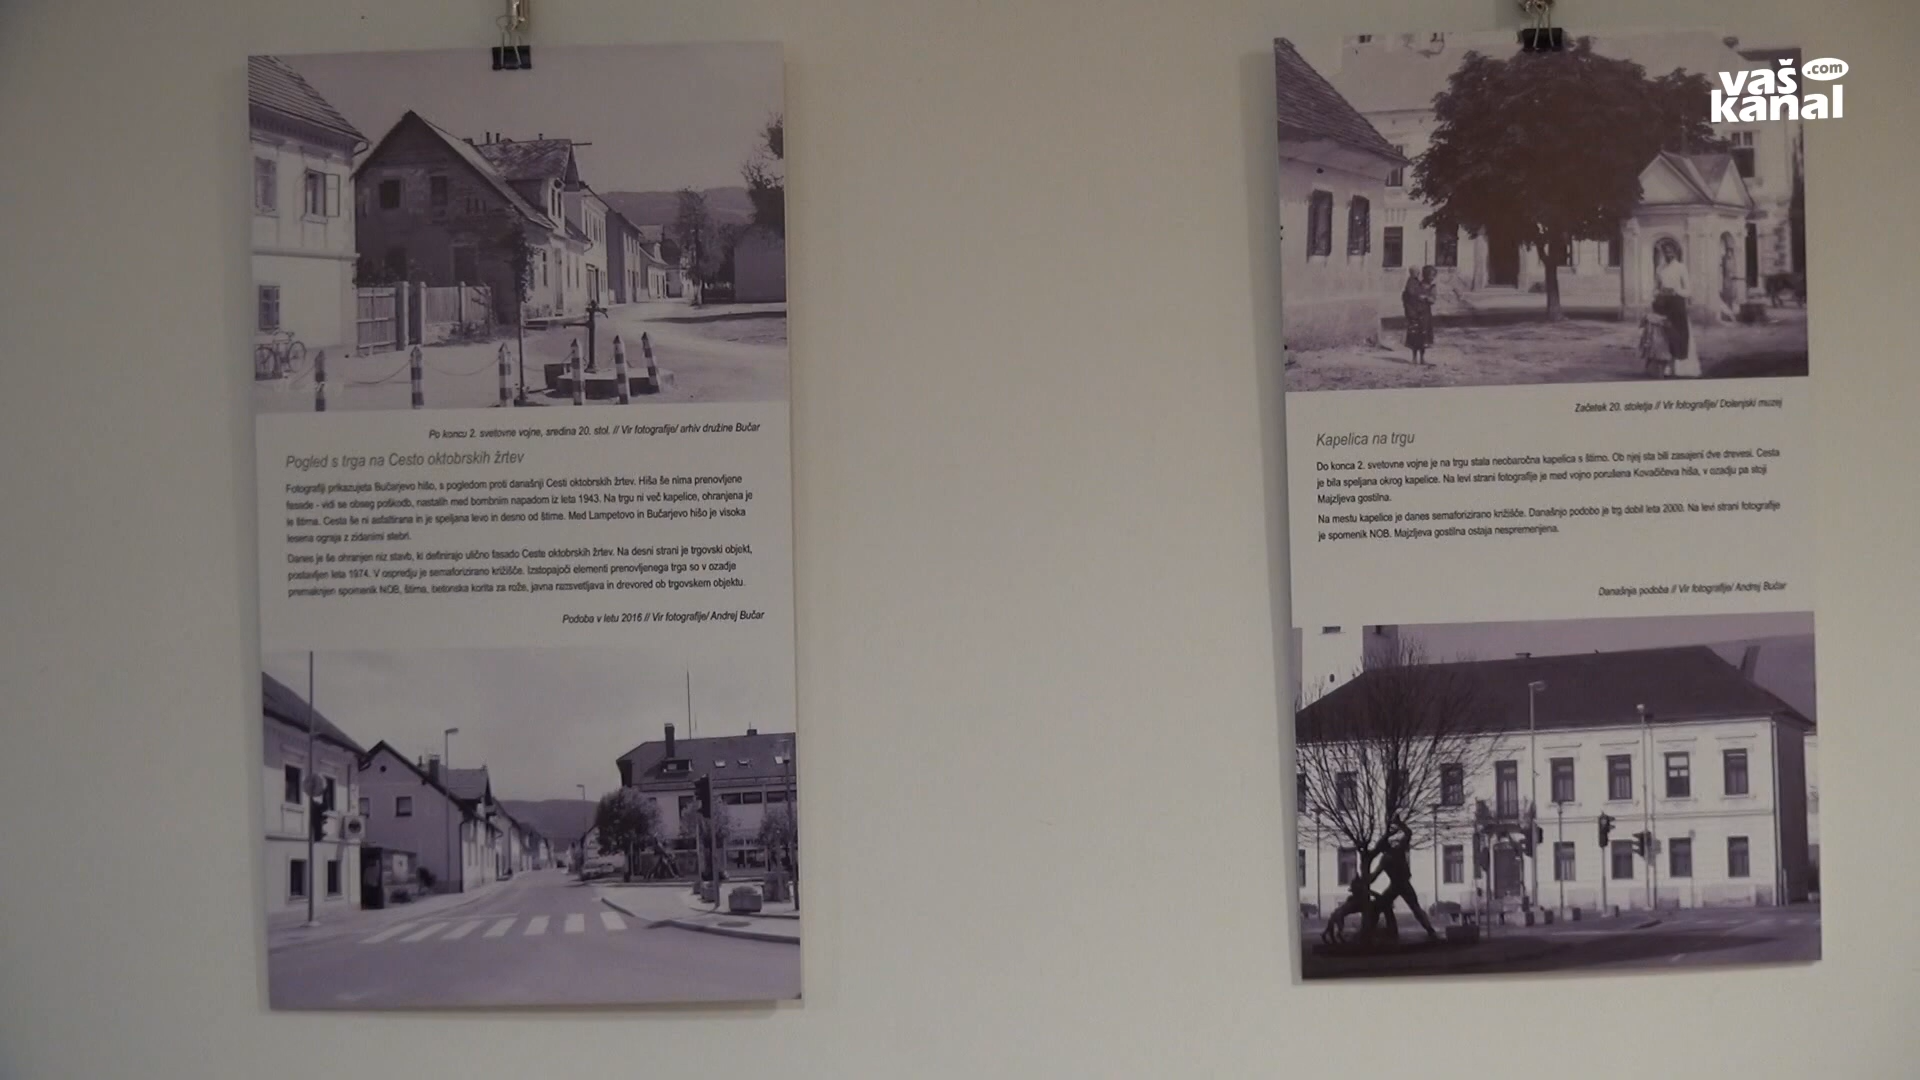 vaš .com
kanal
Po koncu 2. svetovne vojne, sredina 20. stol. // Vir fotografije/ arhiv družine Bučar
Pogled s trga na Cesto oktobrskih žrtev
Fotografiji prikazujeta Bučarjevo hišo, s pogledom proti današnji Cesti oktobrskih žrtev. Hiša še nima prenovljene
fasade - vidi se obseg poškodb, nastalih med bombnim napadom iz leta 1943. Na trgu ni več kapelice, ohranjena je
le štirna. Cesta še ni asfaltirana in je speljana levo in desno od štirne. Med Lampetovo in Bučarjevo hišo je visoka
lesena ograja z zidanimi stebri.
Danes je še ohranjen niz stavb, ki definirajo ulično fasado Ceste oktobrskih žrtev. Na desni strani je trgovski objekt,
postavljen leta 1974. V ospredju je semaforizirano križišče. Izstopajoči elementi prenovljenega trga so v ozadje
premaknjen spomenik NOB, štirna, betonska korita za rože, javna razsvetljava in drevored ob trgovskem objektu.
Podoba v letu 2016 // Vir fotografije/ Andrej Bučar
Začetek 20. stoletja // Vir fotografije/ Dolenjski muzej
Kapelica na trgu
Do konca 2. svetovne vojne je na trgu stala neobaročna kapelica s štirno. Ob njej sta bili zasajeni dve drevesi. Cesta
je bila speljana okrog kapelice. Na levi strani fotografije je med vojno porušena Kovačičeva hiša, v ozadju pa stoji
Majzljeva gostilna.
Na mestu kapelice je danes semaforizirano križišče. Današnjo podobo je trg dobil leta 2000. Na levi strani fotografije
je spomenik NOB. Majzljeva gostilna ostaja nespremenjena.
Današnja podoba // Vir fotografije/ Andrej Bučar